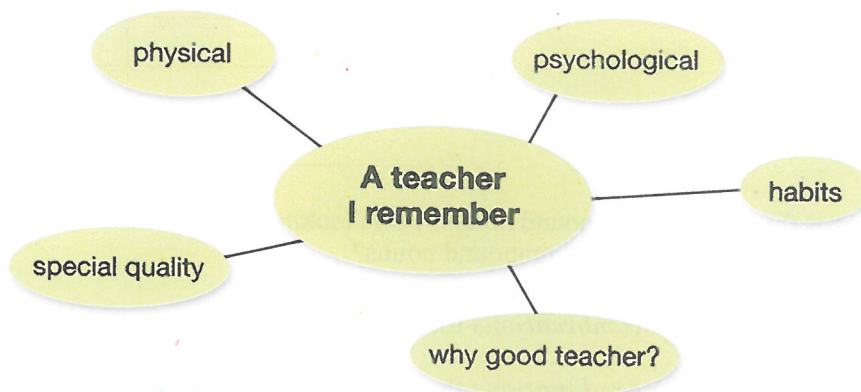 physical
psychological
A teacher
I remember
habits
special quality
why good teacher?